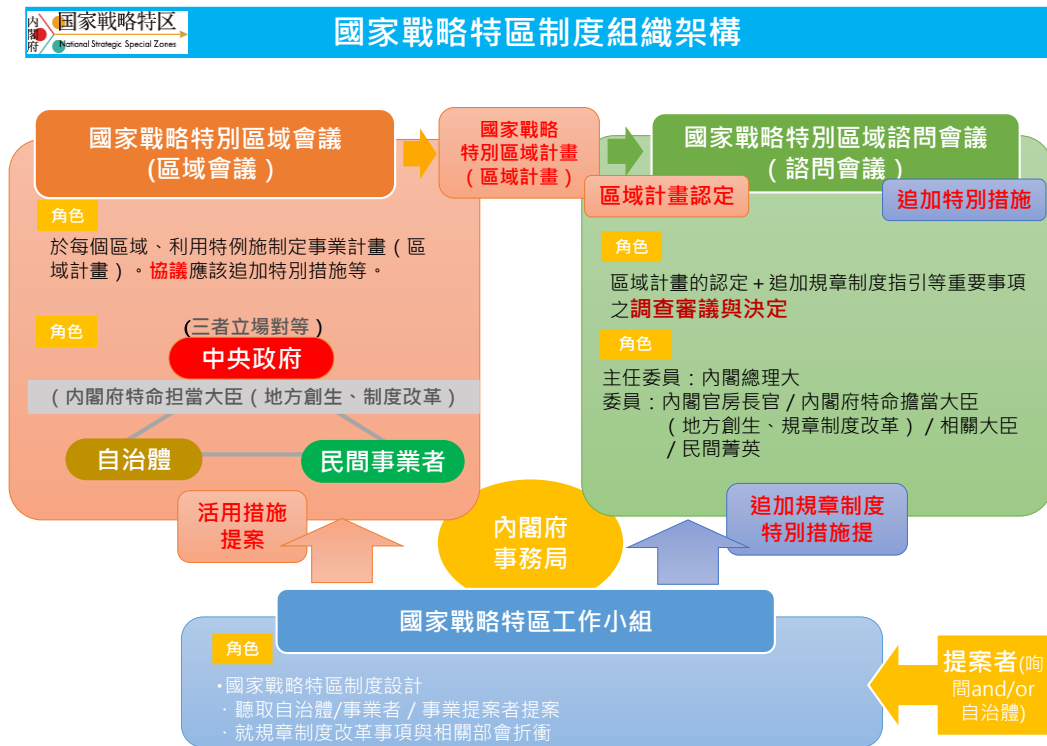 内閣府
国家戦略特区
National Strategic Special Zones
國家戰略特區制度組織架構
國家戰略特別區域會議
(區域會議）
國家戰略
特別區域計畫
（區域計畫）
國家戰略特別區域諮問會議
（諮問會議）
區域計畫認定
追加特別措施
角色
於每個區域、利用特例施制定事業計畫（區
域計畫）。協議應該追加特別措施等。
角色
(三者立場對等）
中央政府
（內閣府特命担當大臣（地方創生、制度改革）
自治體
民間事業者
角色
區域計畫的認定+追加規章制度指引等重要事項
之調查審議與決定
角色
主任委員：內閣總理大
委員：內閣官房長官/內閣府特命擔當大臣
（地方創生、規章制度改革）/相關大臣
/民間菁英
活用措施
提案
內閣府
事務局
追加規章制度
特別措施提
國家戰略特區工作小組
角色
‧國家戰略特區制度設計
‧聽取自治體/事業者/事業提案者提案
‧就規章制度改革事項與相關部會折衝
提案者(啕
間and/or
自治體)